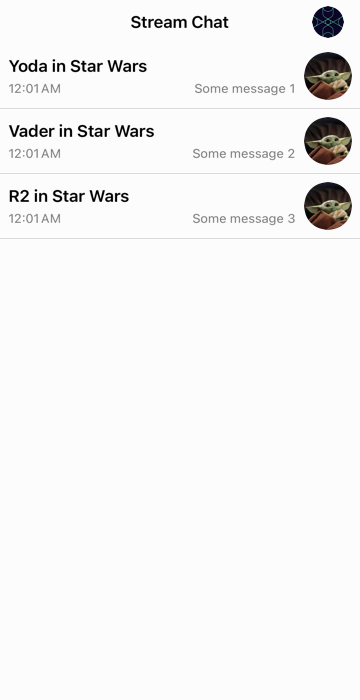 Stream Chat
Yoda in Star Wars
12:01 AM Some message 1
Vader in Star Wars
12:01 AM Some message 2
R2 in Star Wars
12:01 AM Some message 3